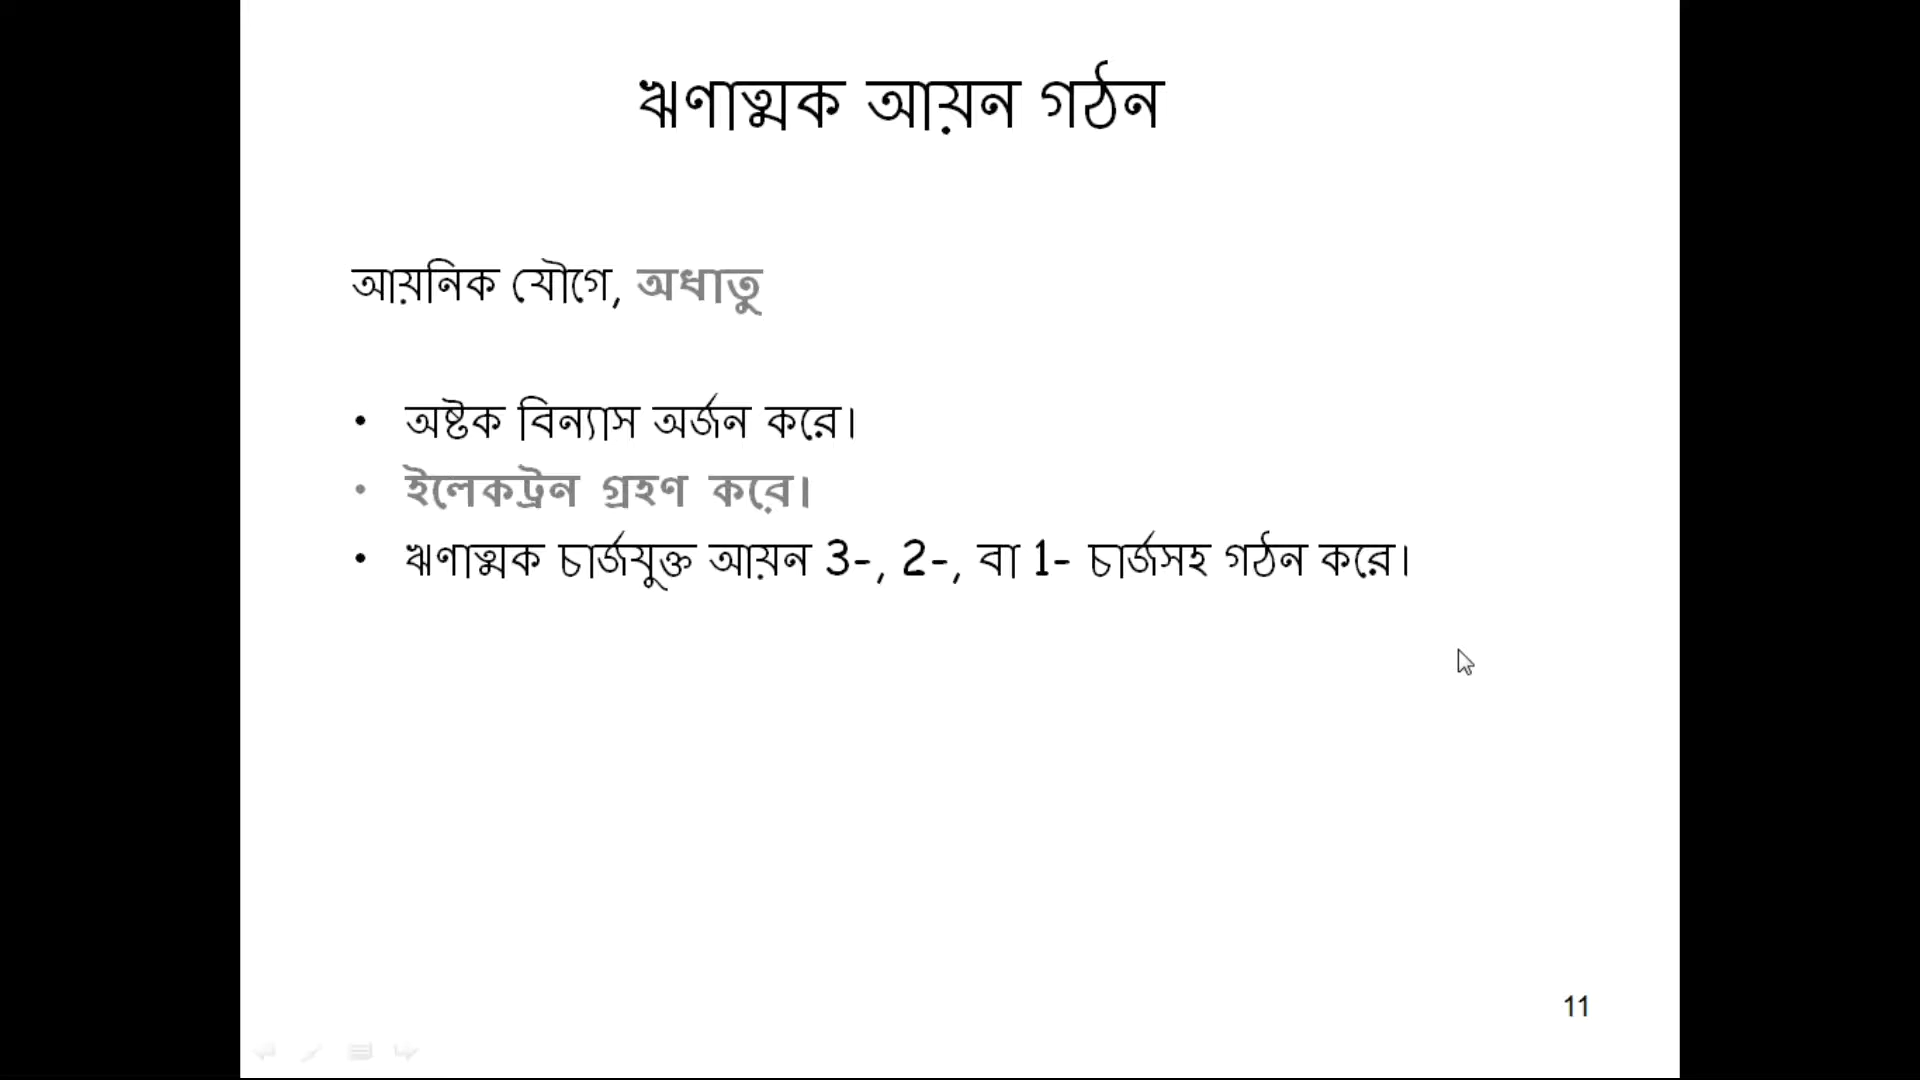 ঋণাত্মক আয়ন গঠন
আয়নিক যৌগে, অধাতু
• অষ্টক বিন্যাস অর্জন করে।
• ইলেকট্রন গ্রহণ করে।
• ঋণাত্মক চার্জযুক্ত আয়ন 3-, 2-, বা 1- চার্জসহ গঠন করে।
11